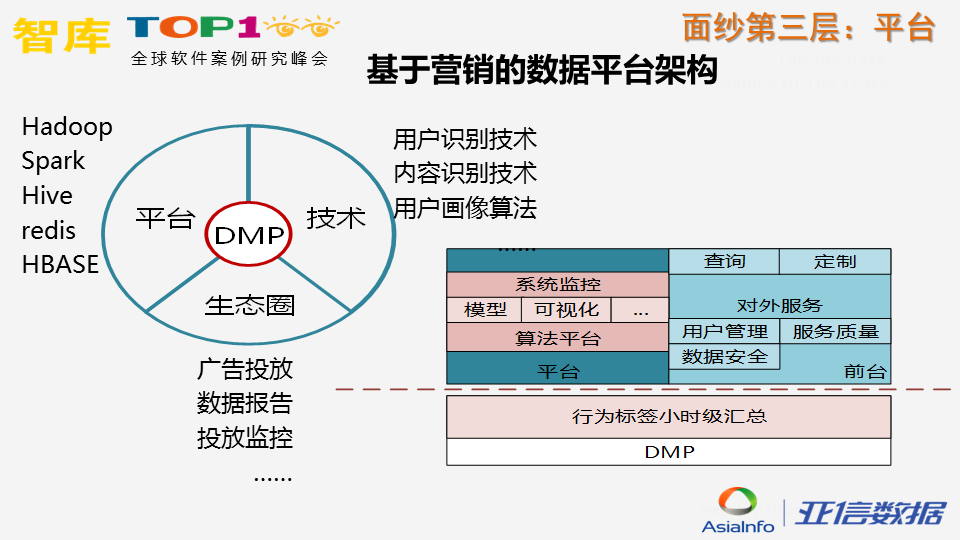 智库
TOP100
全球软件案例研究峰会
面纱第三层：平台
基于营销的数据平台架构
Hadoop
Spark
Hive
redis
HBASE
平台
技术
DMP
生态圈
用户识别技术
内容识别技术
用户画像算法
......
广告投放
数据报告
投放监控
......
系统监控
模型
可视化
...
算法平台
平台
查询
定制
对外服务
用户管理
服务质量
数据安全
前台
行为标签小时级汇总
DMP
AsiaInfo
亚信数据